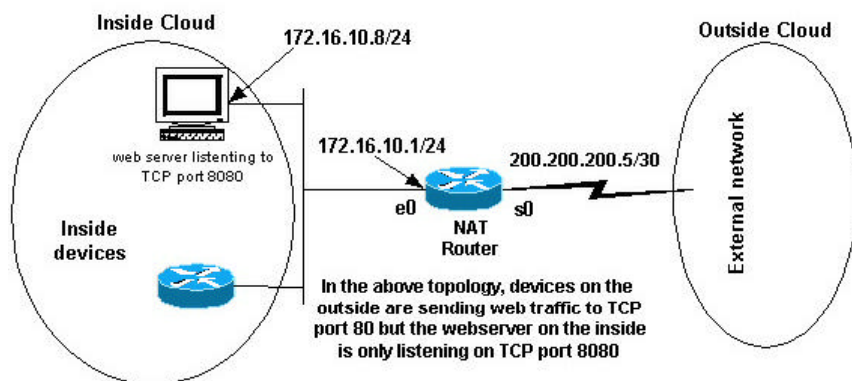 Inside Cloud
172.16.10.8/24
Outside Cloud
web server listenting to
TCP port 8080
172.16.10.1/24
200.200.200.5/30
e0
s0
NAT
Router
Inside
devices
External network
In the above topology, devices on the
outside are sending web traffic to TCP
port 80 but the webserver on the inside
is only listening on TCP port 8080